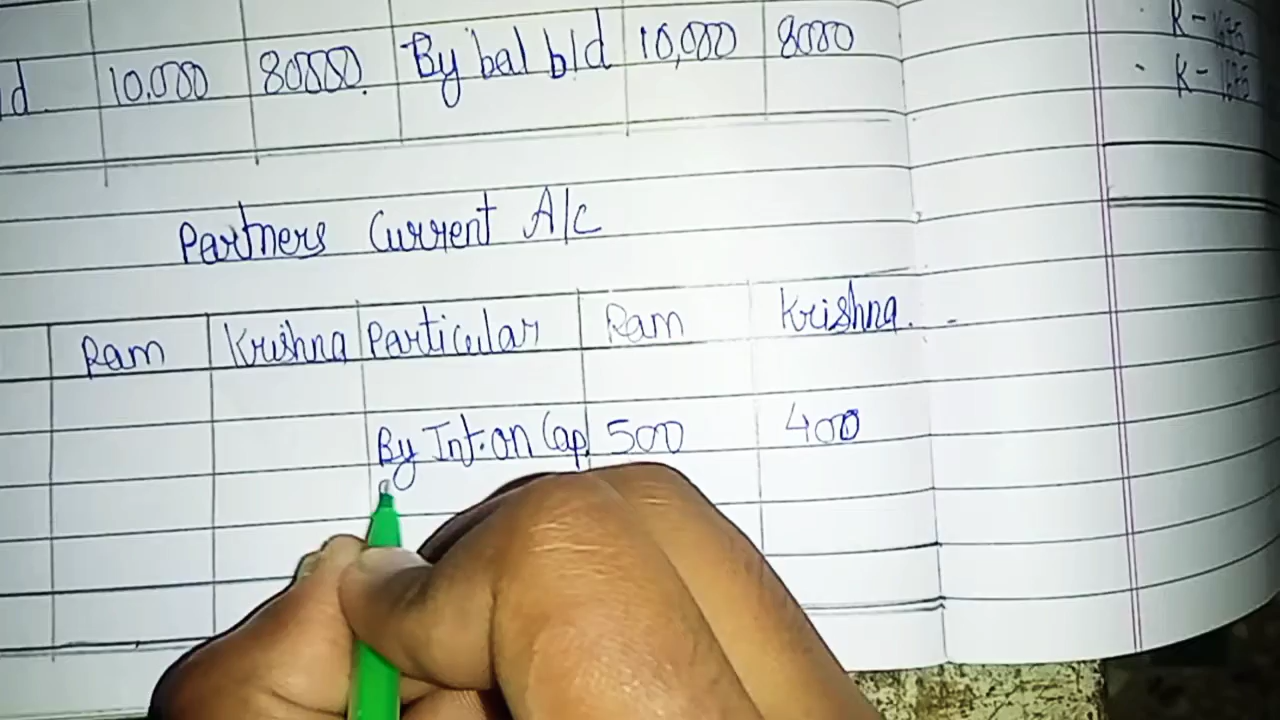 R -
d 10.000 80000. By bal b/d 10,000 8000
K -
Partners Current A/c
Ram Krishna Particular Ram Krishna.
By Int. on Cap 500 400